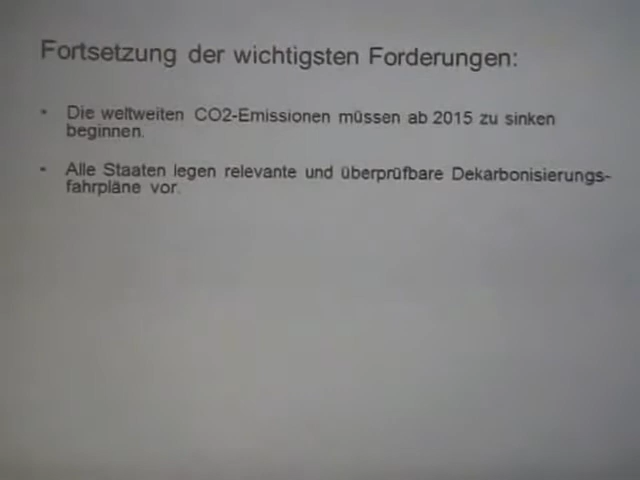 Fortsetzung der wichtigsten Forderungen:
• Die weltweiten CO2-Emissionen müssen ab 2015 zu sinken
beginnen.
• Alle Staaten legen relevante und überprüfbare Dekarbonisierungs-
fahrpläne vor.